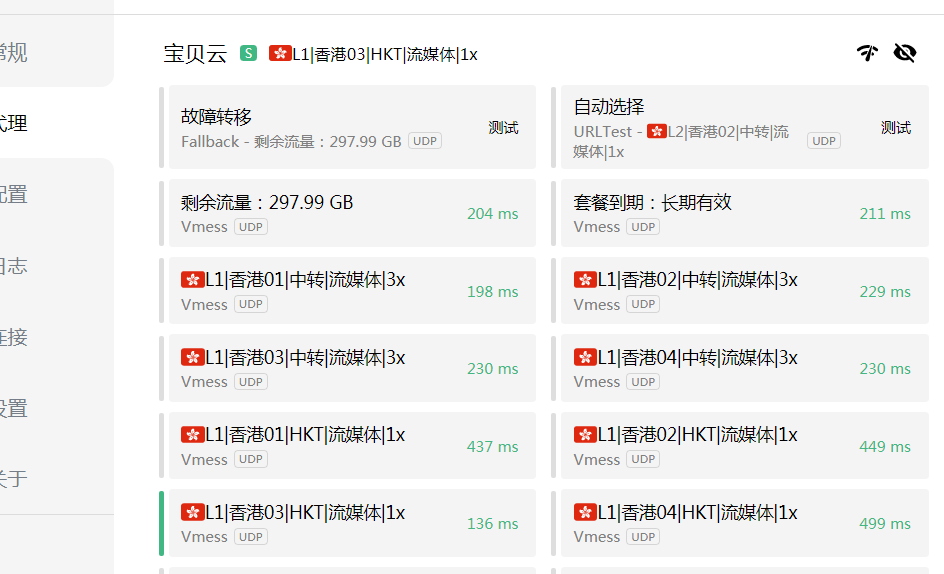 常规
代理
配置
日志
连接
设置
关于
宝贝云 S L1|香港03|HKT|流媒体|1x
故障转移
Fallback - 剩余流量：297.99 GB UDP
测试
自动选择
URLTest - L2|香港02|中转|流
媒体|1x
UDP
测试
剩余流量：297.99 GB
Vmess UDP
204 ms
套餐到期：长期有效
Vmess UDP
211 ms
L1|香港01|中转|流媒体|3x
Vmess UDP
198 ms
L1|香港02|中转|流媒体|3x
Vmess UDP
229 ms
L1|香港03|中转|流媒体|3x
Vmess UDP
230 ms
L1|香港04|中转|流媒体|3x
Vmess UDP
230 ms
L1|香港01|HKT|流媒体|1x
Vmess UDP
437 ms
L1|香港02|HKT|流媒体|1x
Vmess UDP
449 ms
L1|香港03|HKT|流媒体|1x
Vmess UDP
136 ms
L1|香港04|HKT|流媒体|1x
Vmess UDP
499 ms